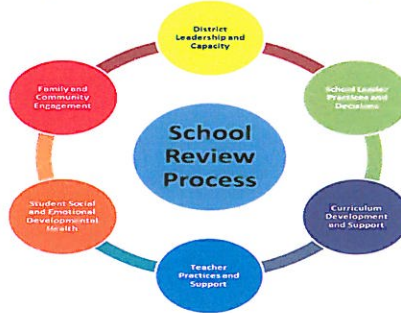 District
Leadership and
Capacity
Family and
Community
Engagement
School Leader
Practices and
Decisions
School
Review
Process
Student Social
and Emotional
Developmental
Health
Curriculum
Development
and Support
Teacher
Practices and
Support